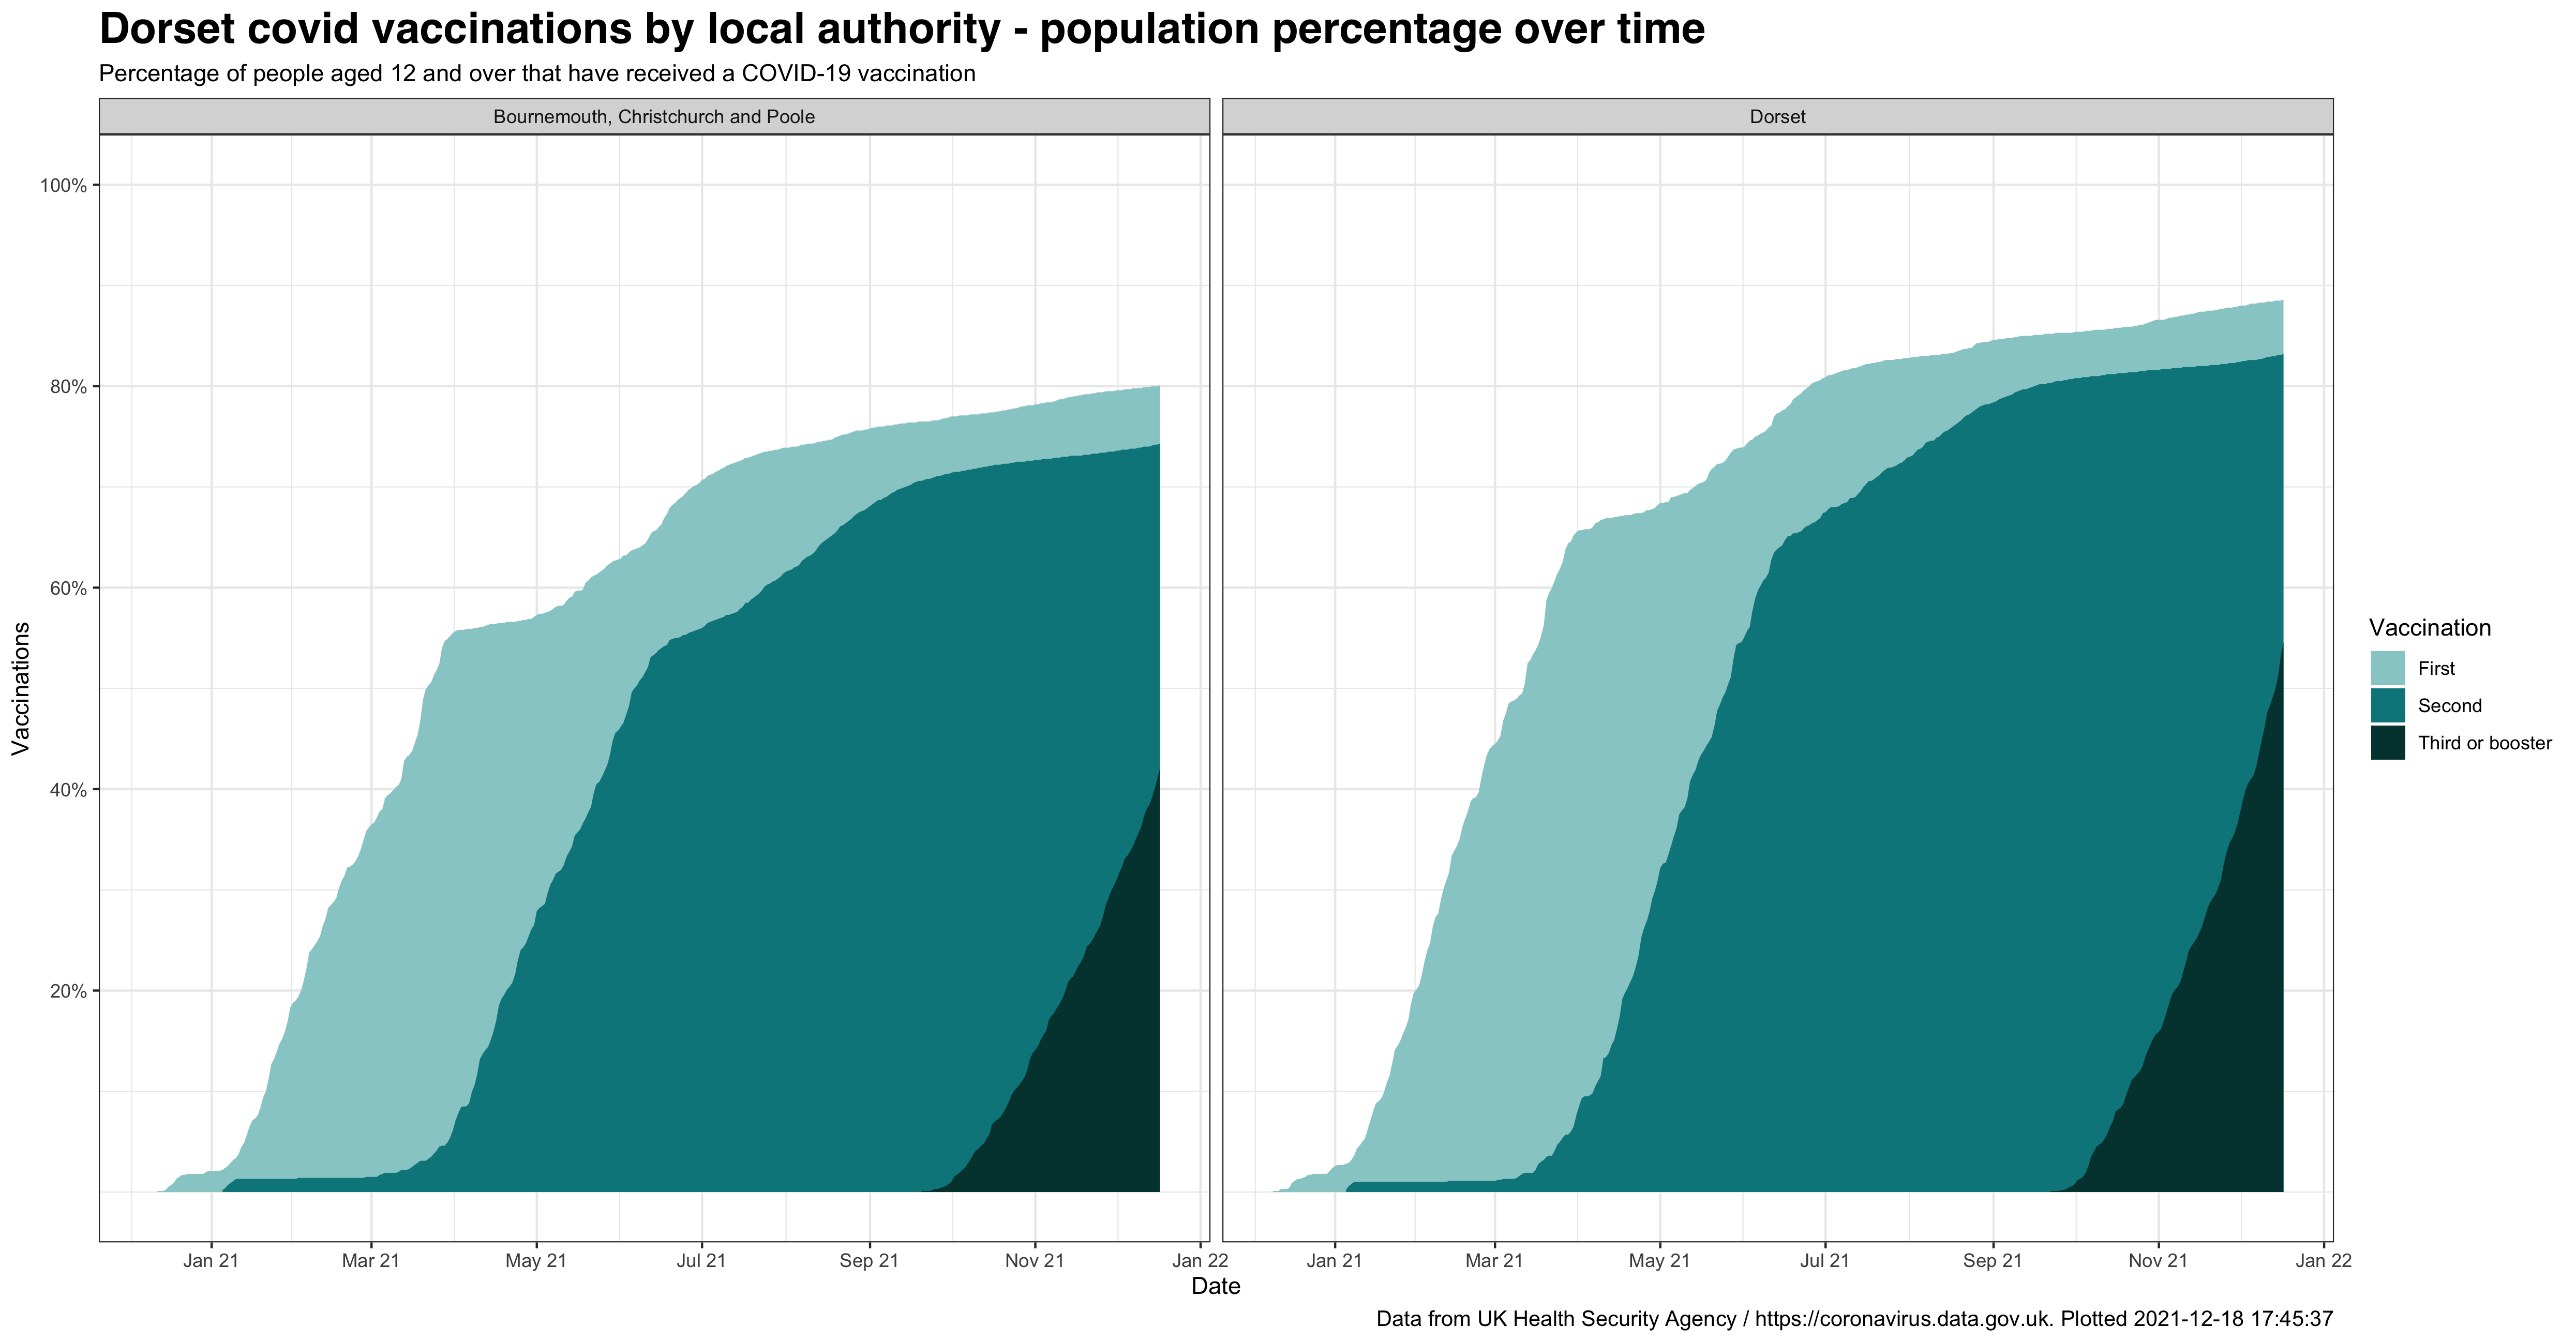 Dorset covid vaccinations by local authority - population percentage over time
Percentage of people aged 12 and over that have received a COVID-19 vaccination
Bournemouth, Christchurch and Poole
Dorset
Vaccinations
100%
80%
60%
40%
20%
Jan 21 Mar 21 May 21 Jul 21 Sep 21 Nov 21 Jan 22
Jan 21 Mar 21 May 21 Jul 21 Sep 21 Nov 21 Jan 22
Date
Vaccination
First
Second
Third or booster
Data from UK Health Security Agency / https://coronavirus.data.gov.uk. Plotted 2021-12-18 17:45:37